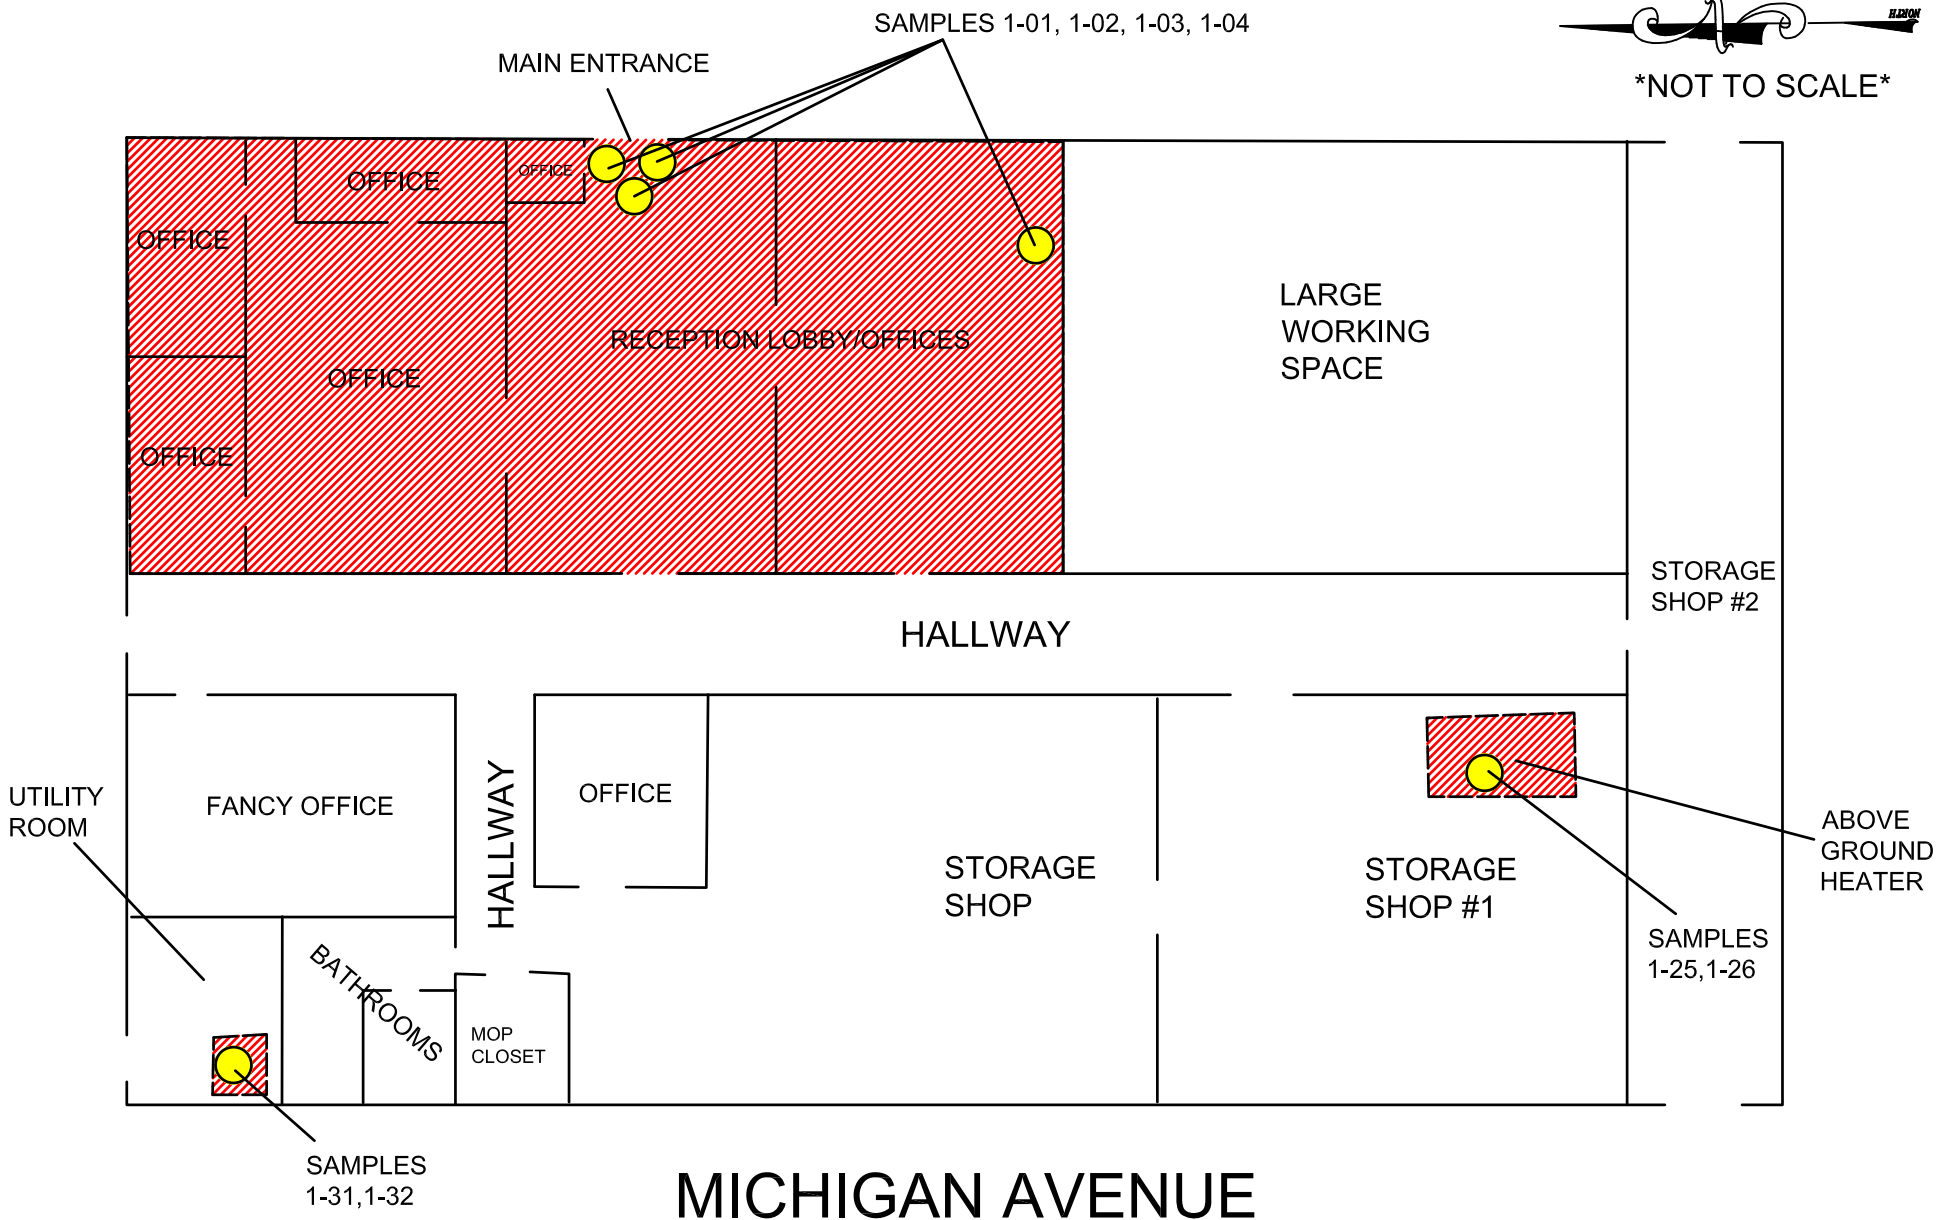 SAMPLES 1-01, 1-02, 1-03, 1-04
NORTH
MAIN ENTRANCE
*NOT TO SCALE*
OFFICE
OFFICE
OFFICE
LARGE
WORKING
SPACE
RECEPTION LOBBY/OFFICES
OFFICE
OFFICE
STORAGE
SHOP #2
HALLWAY
UTILITY
ROOM
FANCY OFFICE
HALLWAY
OFFICE
STORAGE
SHOP
STORAGE
SHOP #1
ABOVE
GROUND
HEATER
SAMPLES
1-25,1-26
BATHROOMS
MOP
CLOSET
SAMPLES
1-31,1-32
MICHIGAN AVENUE